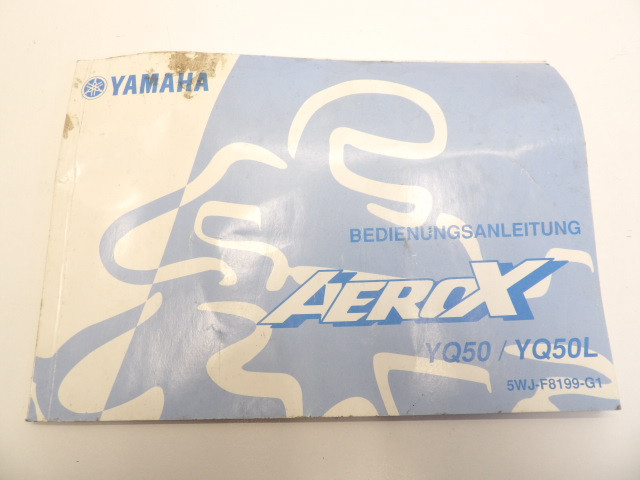 YAMAHA
BEDIENUNGSANLEITUNG
AEROX
YQ50 / YQ50L
5WJ-F8199-G1